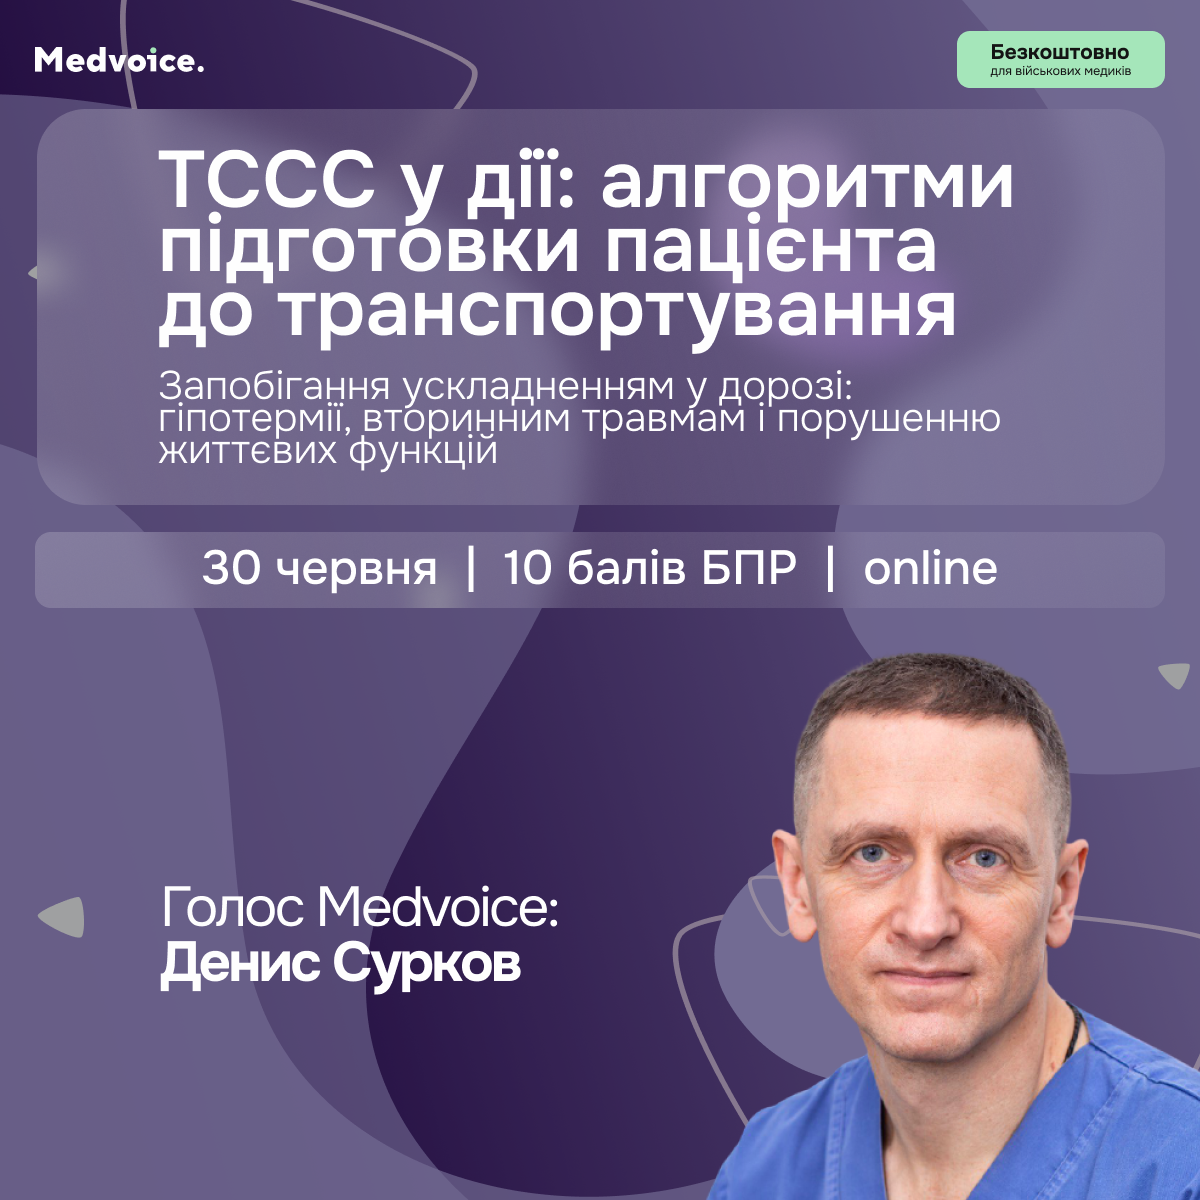 Medvoice.
Безкоштовно
для військових медиків
ТССС у дії: алгоритми
підготовки пацієнта
до транспортування
Запобігання ускладненням у дорозі:
гіпотермії, вторинним травмам і порушенню
життєвих функцій
30 червня | 10 балів БПР | online
Голос Medvoice:
Денис Сурков